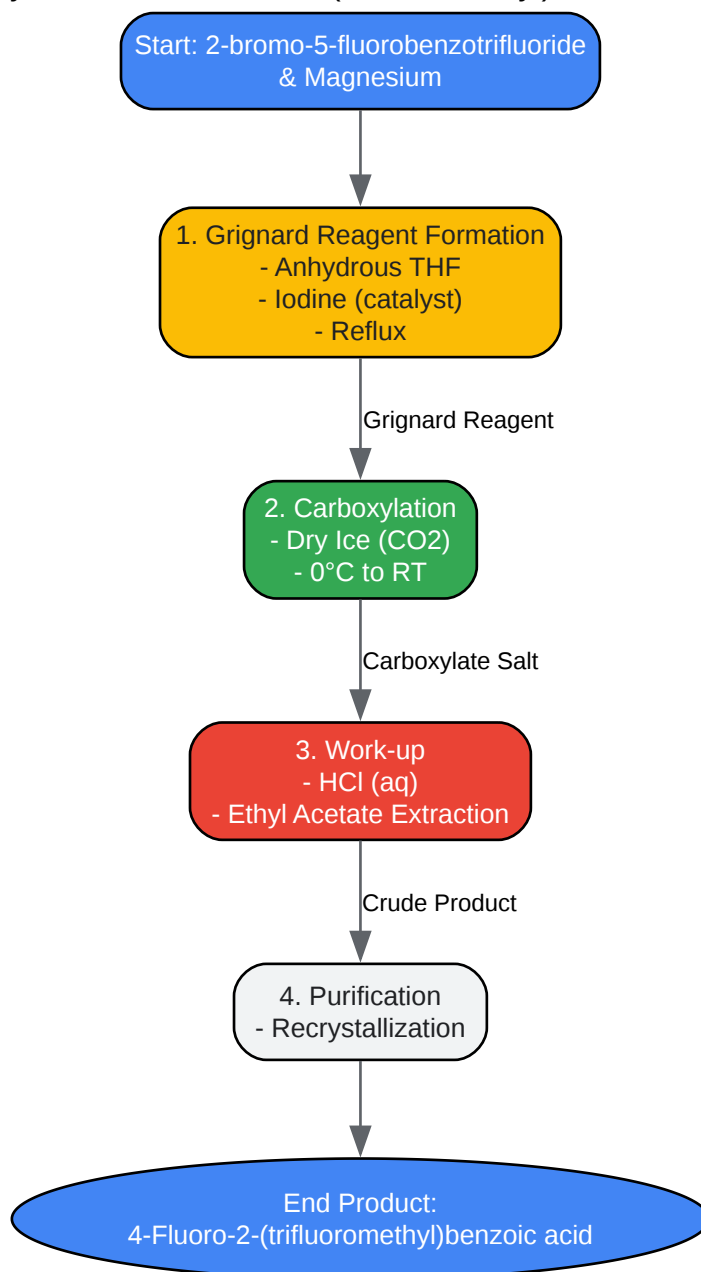 Start: 2-bromo-5-fluorobenzotrifluoride
& Magnesium
1. Grignard Reagent Formation
- Anhydrous THF
- Iodine (catalyst)
- Reflux
Grignard Reagent
2. Carboxylation
- Dry Ice (CO2)
- 0°C to RT
Carboxylate Salt
3. Work-up
- HCl (aq)
- Ethyl Acetate Extraction
Crude Product
4. Purification
- Recrystallization
End Product:
4-Fluoro-2-(trifluoromethyl)benzoic acid